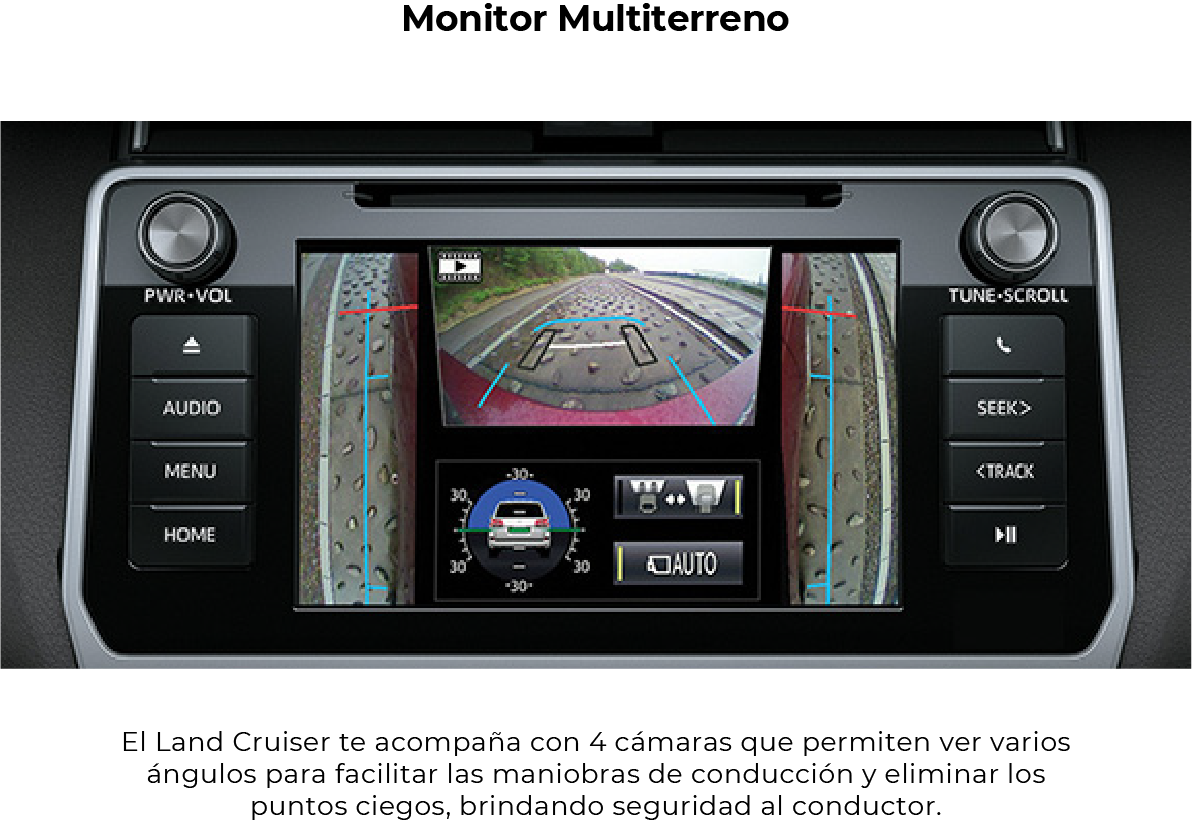 Monitor Multiterreno
PWR•VOL
TUNE•SCROLL
AUDIO
SEEK>
MENU
<TRACK
HOME
-30-
30
30
30
30
-30-
AUTO
El Land Cruiser te acompaña con 4 cámaras que permiten ver varios
ángulos para facilitar las maniobras de conducción y eliminar los
puntos ciegos, brindando seguridad al conductor.